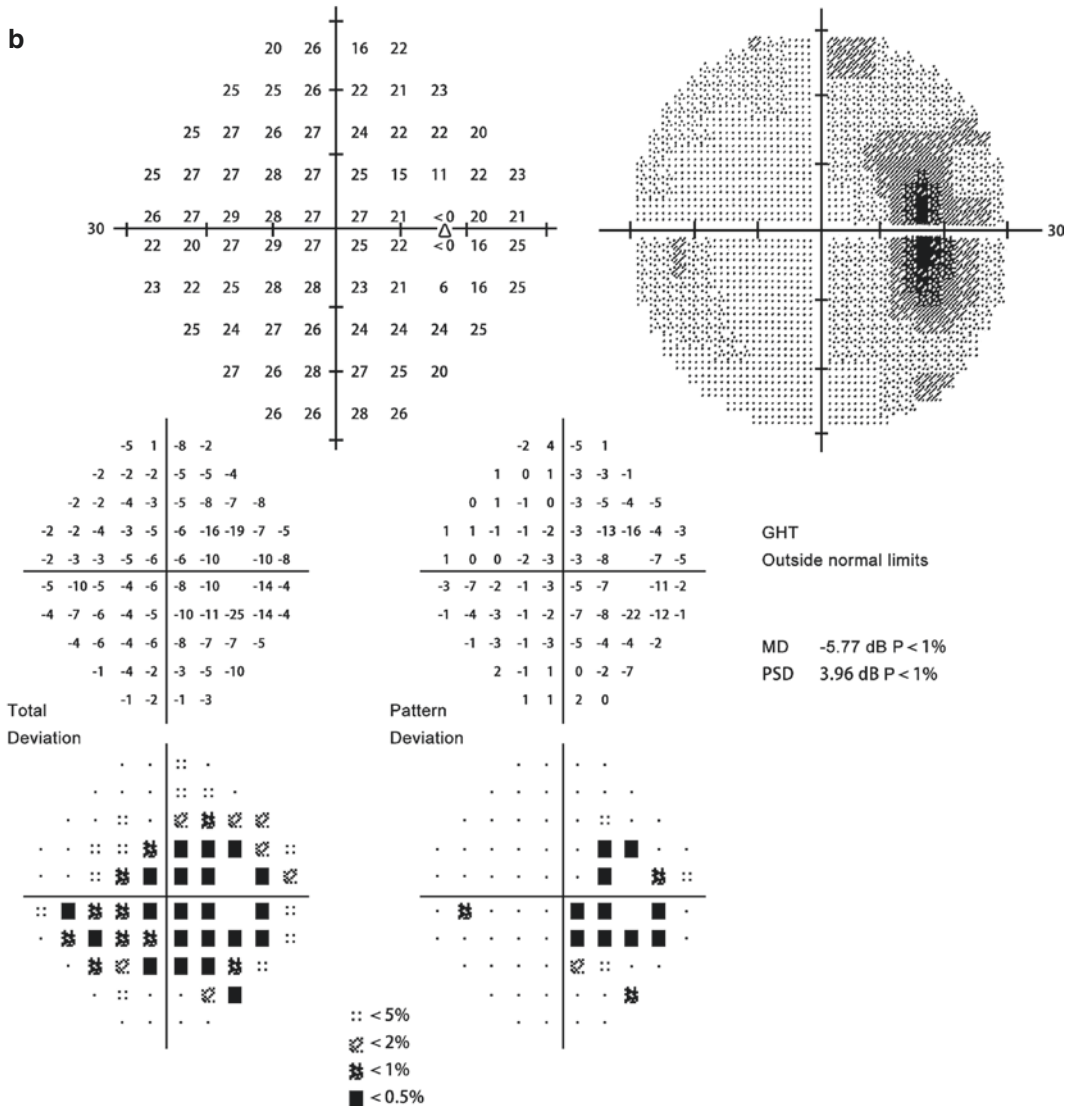 b
20 26 16 22
25 25 26 22 21 23
25 27 26 27 24 22 22 20
25 27 27 28 27 25 15 11 22 23
26 27 29 28 27 27 21 <0 20 21
30 30
22 20 27 29 27 25 22 <0 16 25
23 22 25 28 28 23 21 6 16 25
25 24 27 26 24 24 24 25
27 26 28 27 25 20
26 26 28 26
-5 1 -8 -2
-2 -2 -2 -5 -5 -4
-2 -2 -4 -3 -5 -8 -7 -8
-2 -2 -4 -3 -5 -6 -16 -19 -7 -5
-2 -3 -3 -5 -6 -6 -10 -10 -8
-5 -10 -5 -4 -6 -8 -10 -14 -4
-4 -7 -6 -4 -5 -10 -11 -25 -14 -4
-4 -6 -4 -6 -8 -7 -7 -5
-1 -4 -2 -3 -5 -10
-1 -2 -1 -3
Total
Deviation
-2 4 -5 1
1 0 1 -3 -3 -1
0 1 -1 0 -3 -5 -4 -5
1 1 -1 -1 -2 -3 -13 -16 -4 -3
1 0 0 -2 -3 -3 -8 -7 -5
-3 -7 -2 -1 -3 -5 -7 -11 -2
-1 -4 -3 -1 -2 -7 -8 -22 -12 -1
-1 -3 -1 -3 -5 -4 -4 -2
2 -1 1 0 -2 -7
1 1 2 0
Pattern
Deviation
GHT
Outside normal limits
MD -5.77 dB P < 1%
PSD 3.96 dB P < 1%
< 5%
< 2%
< 1%
< 0.5%